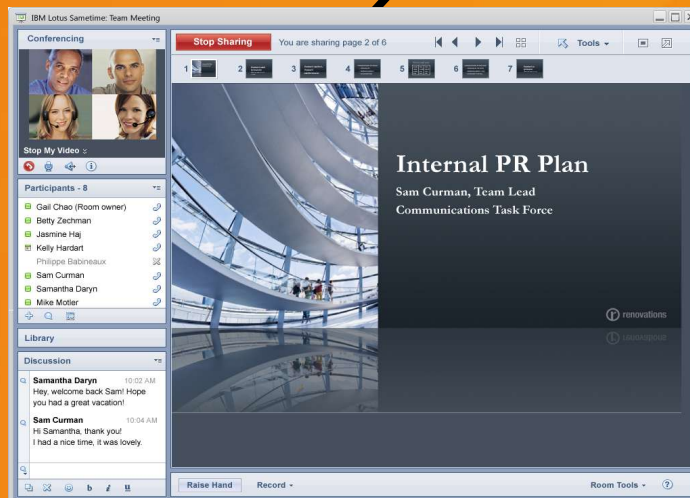 IBM Lotus Sametime: Team Meeting
Conferencing
Stop My Video
Participants - 8
Gail Chao (Room owner)
Betty Zechman
Jasmine Haj
Kelly Hardart
Philippe Babineaux
Sam Curman
Samantha Daryn
Mike Motler
Library
Discussion
Samantha Daryn 10:02 AM
Hey, welcome back Sam! Hope
you had a great vacation!
Sam Curman 10:04 AM
Hi Samantha, thank you!
I had a nice time, it was lovely.
b i u
Stop Sharing You are sharing page 2 of 6 Tools
1 2 3 4 5 6 7
Internal PR Plan
Sam Curman, Team Lead
Communications Task Force
r renovations
Raise Hand Record Room Tools ?